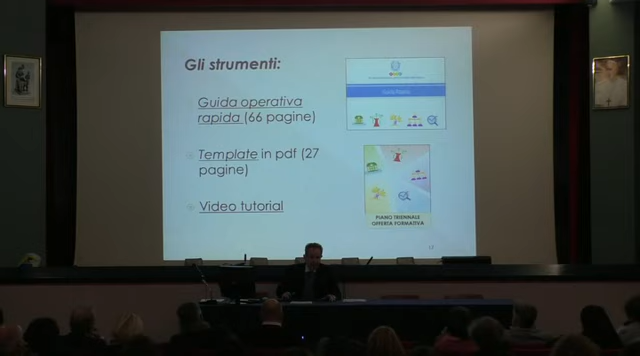 Gli strumenti:
Guida operativa
rapida (66 pagine)
Template in pdf (27
pagine)
Video tutorial
PIANO TRIENNALE
OFFERTA FORMATIVA